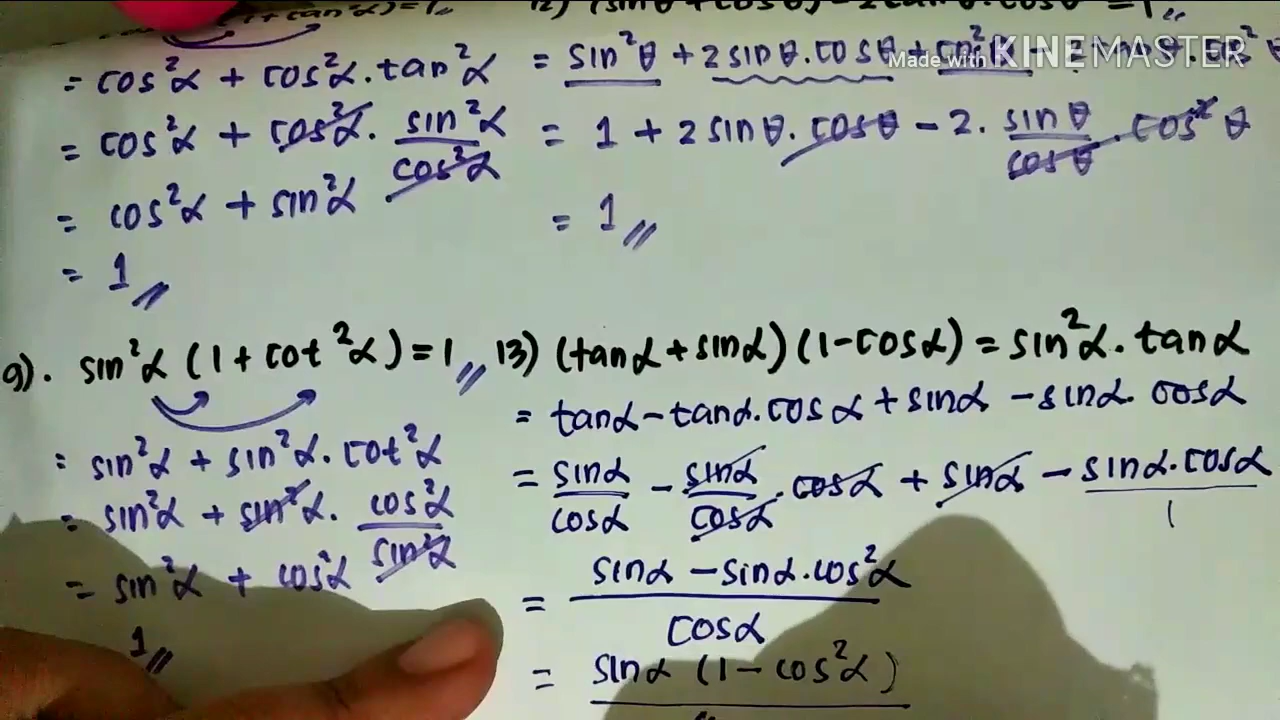 1+tan²α)=1
= cos²α + cos²α.tan²α
= cos²α + cos²α. sin²α/cos²α
= cos²α + sin²α
= 1
= sin²θ + 2 sinθ.cosθ +
= 1 + 2 sinθ.cosθ − 2. sinθ/cosθ . cos²θ
= 1
Made with KINEMASTER
9). sin²α (1 + cot²α) = 1
= sin²α + sin²α.cot²α
= sin²α + sin²α. cos²α/sin²α
= sin²α + cos²α
1
13) (tanα + sinα) (1−cosα) = sin²α.tanα
= tanα − tanα.cosα + sinα − sinα. cosα
= sinα/cosα − sinα/cosα . cosα + sinα − sinα.cosα/1
= sinα − sinα.cos²α
cosα
= sinα (1 − cos²α)